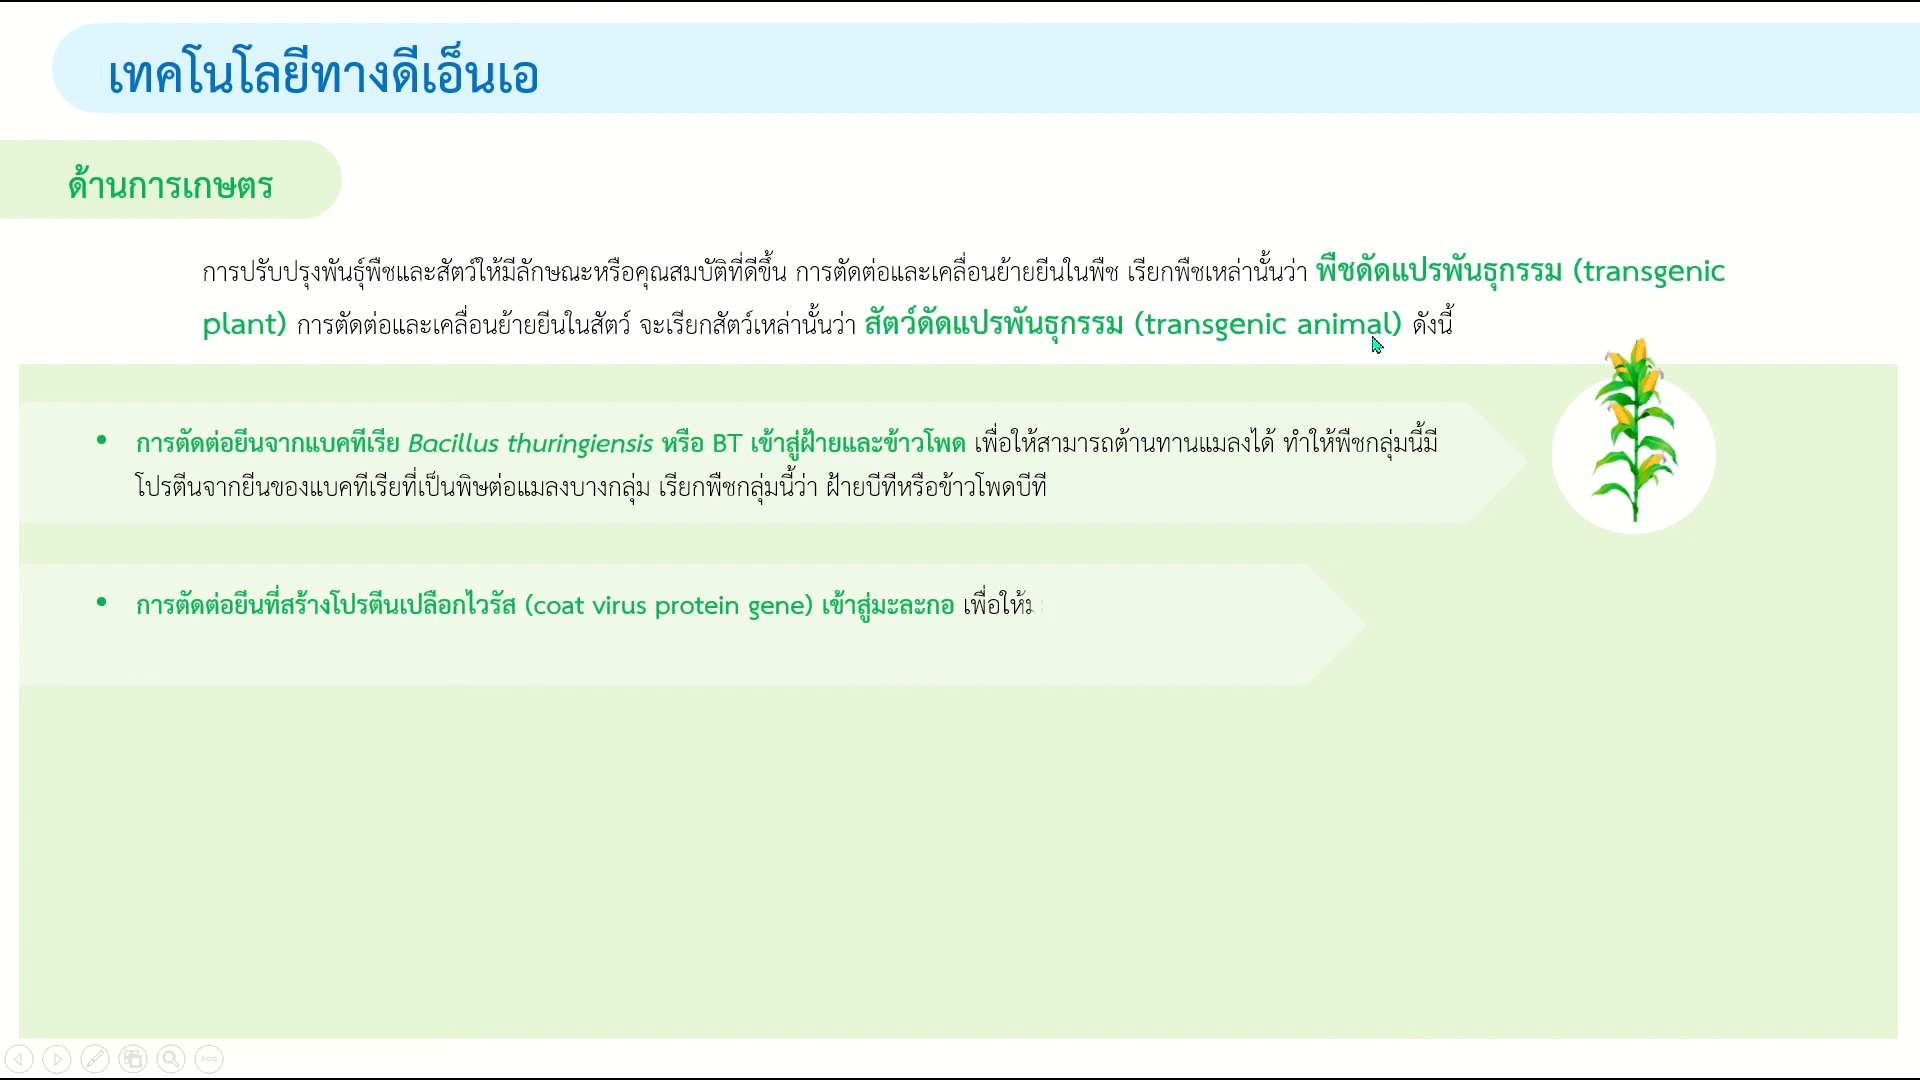 เทคโนโลยีทางดีเอ็นเอ
ด้านการเกษตร
การปรับปรุงพันธุ์พืชและสัตว์ให้มีลักษณะหรือคุณสมบัติที่ดีขึ้น การตัดต่อและเคลื่อนย้ายยีนในพืช เรียกพืชเหล่านั้นว่า พืชดัดแปรพันธุกรรม (transgenic
plant) การตัดต่อและเคลื่อนย้ายยีนในสัตว์ จะเรียกสัตว์เหล่านั้นว่า สัตว์ดัดแปรพันธุกรรม (transgenic animal) ดังนี้
• การตัดต่อยีนจากแบคทีเรีย Bacillus thuringiensis หรือ BT เข้าสู่ฝ้ายและข้าวโพด เพื่อให้สามารถต้านทานแมลงได้ ทำให้พืชกลุ่มนี้มี
โปรตีนจากยีนของแบคทีเรียที่เป็นพิษต่อแมลงบางกลุ่ม เรียกพืชกลุ่มนี้ว่า ฝ้ายบีทีหรือข้าวโพดบีที
• การตัดต่อยีนที่สร้างโปรตีนเปลือกไวรัส (coat virus protein gene) เข้าสู่มะละกอ เพื่อให้